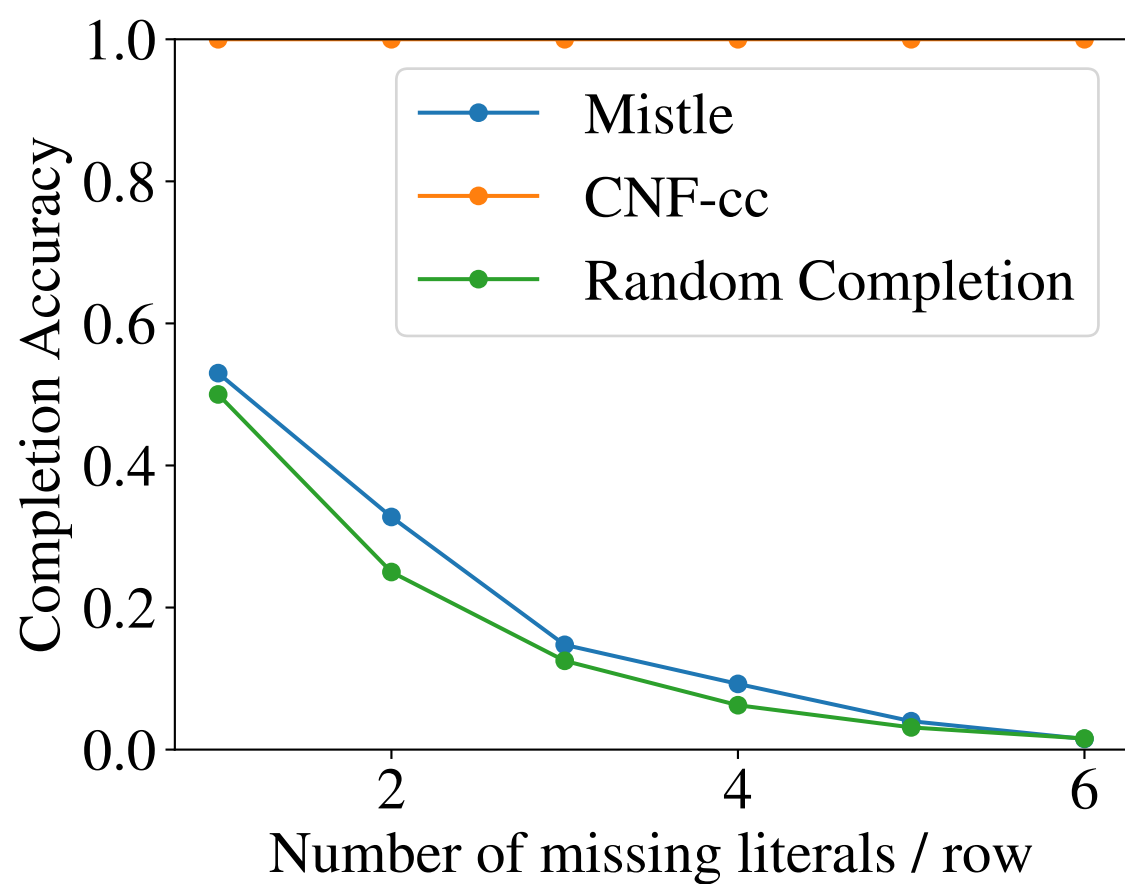 1.0
0.8
0.6
0.4
0.2
0.0
Completion Accuracy
Mistle
CNF-cc
Random Completion
2 4 6
Number of missing literals / row